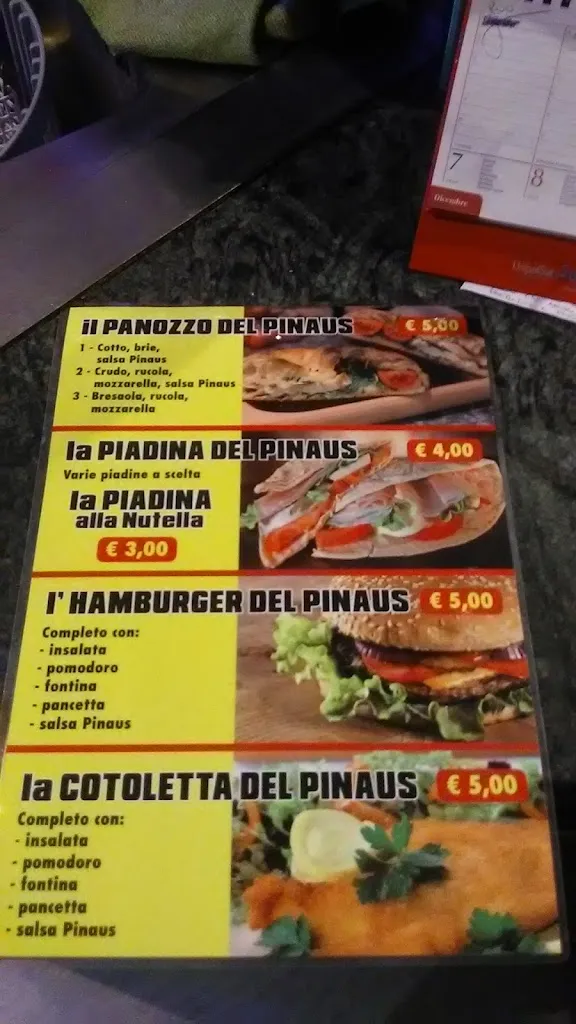 7
8
Dicembre
il PANOZZO DEL PINAUS € 5,00
1 - Cotto, brie,
salsa Pinaus
2 - Crudo, rucola,
mozzarella, salsa Pinaus
3 - Bresaola, rucola,
mozzarella
la PIADINA DEL PINAUS € 4,00
Varie piadine a scelta
la PIADINA
alla Nutella
€ 3,00
l' HAMBURGER DEL PINAUS € 5,00
Completo con:
- insalata
- pomodoro
- fontina
- pancetta
- salsa Pinaus
la COTOLETTA DEL PINAUS € 5,00
Completo con:
- insalata
- pomodoro
- fontina
- pancetta
- salsa Pinaus